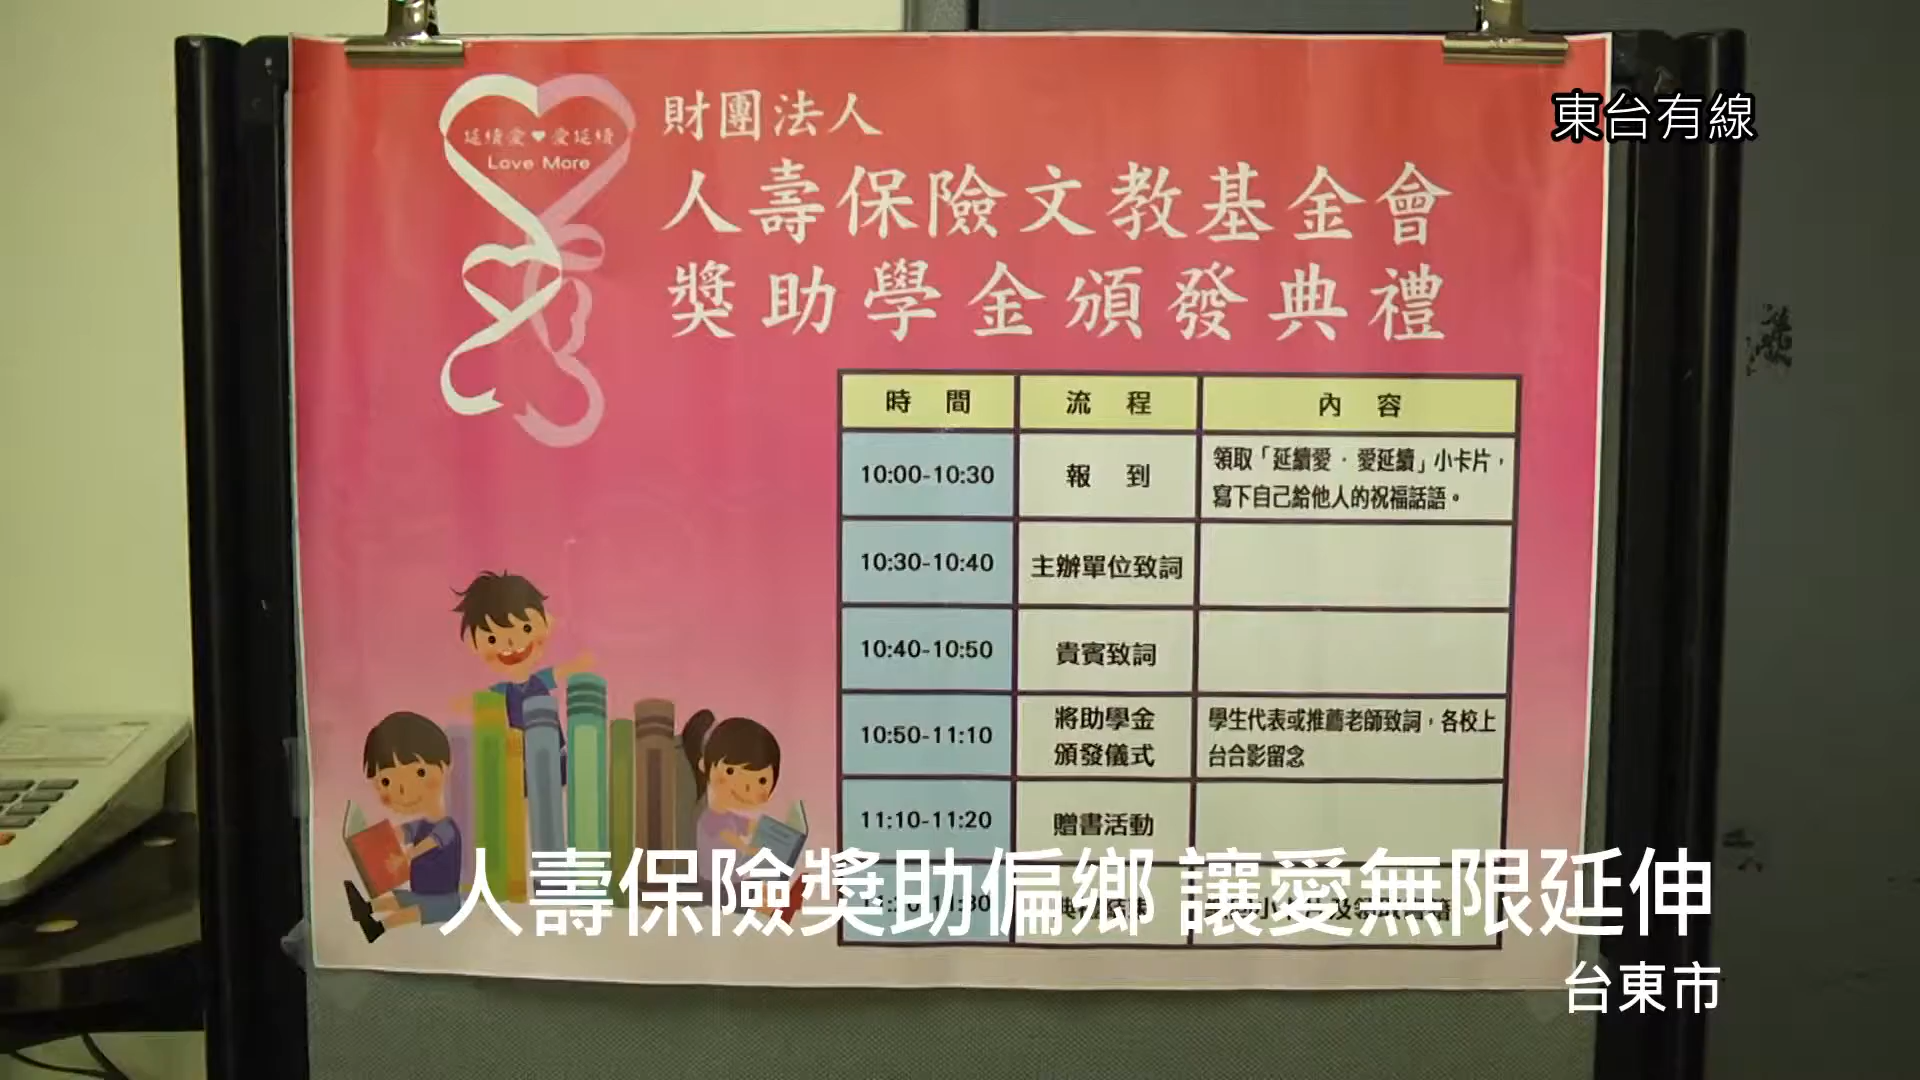 東台有線
延續愛♥愛延續
Love More
財團法人
人壽保險文教基金會
獎助學金頒發典禮
時間 流程 內容
10:00-10:30 報到 領取「延續愛‧愛延續」小卡片，
寫下自己給他人的祝福話語。
10:30-10:40 主辦單位致詞
10:40-10:50 貴賓致詞
10:50-11:10 將助學金
頒發儀式 學生代表或推薦老師致詞，各校上
台合影留念
11:10-11:20 贈書活動
人壽保險獎助偏鄉 讓愛無限延伸
台東市